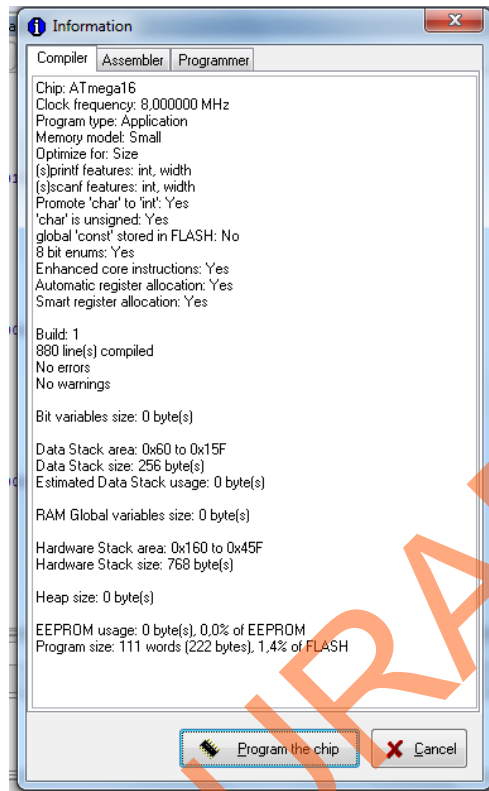 Information
Compiler Assembler Programmer
Chip: ATmega16
Clock frequency: 8,000000 MHz
Program type: Application
Memory model: Small
Optimize for: Size
(s)printf features: int, width
(s)scanf features: int, width
Promote 'char' to 'int': Yes
'char' is unsigned: Yes
global 'const' stored in FLASH: No
8 bit enums: Yes
Enhanced core instructions: Yes
Automatic register allocation: Yes
Smart register allocation: Yes
Build: 1
880 line(s) compiled
No errors
No warnings
Bit variables size: 0 byte(s)
Data Stack area: 0x60 to 0x15F
Data Stack size: 256 byte(s)
Estimated Data Stack usage: 0 byte(s)
RAM Global variables size: 0 byte(s)
Hardware Stack area: 0x160 to 0x45F
Hardware Stack size: 768 byte(s)
Heap size: 0 byte(s)
EEPROM usage: 0 byte(s), 0,0% of EEPROM
Program size: 111 words (222 bytes), 1,4% of FLASH
Program the chip
Cancel
URA